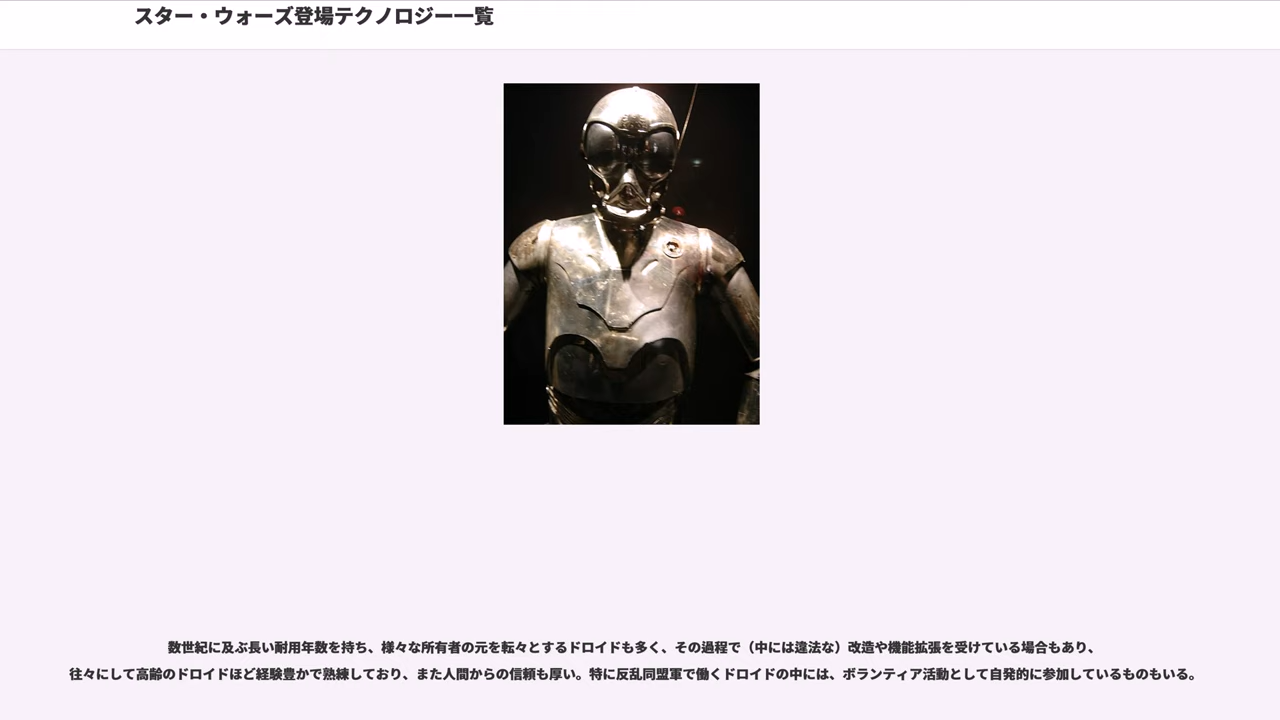 スター・ウォーズ登場テクノロジー一覧
数世紀に及ぶ長い耐用年数を持ち、様々な所有者の元を転々とするドロイドも多く、その過程で（中には違法な）改造や機能拡張を受けている場合もあり、
往々にして高齢のドロイドほど経験豊かで熟練しており、また人間からの信頼も厚い。特に反乱同盟軍で働くドロイドの中には、ボランティア活動として自発的に参加しているものもいる。